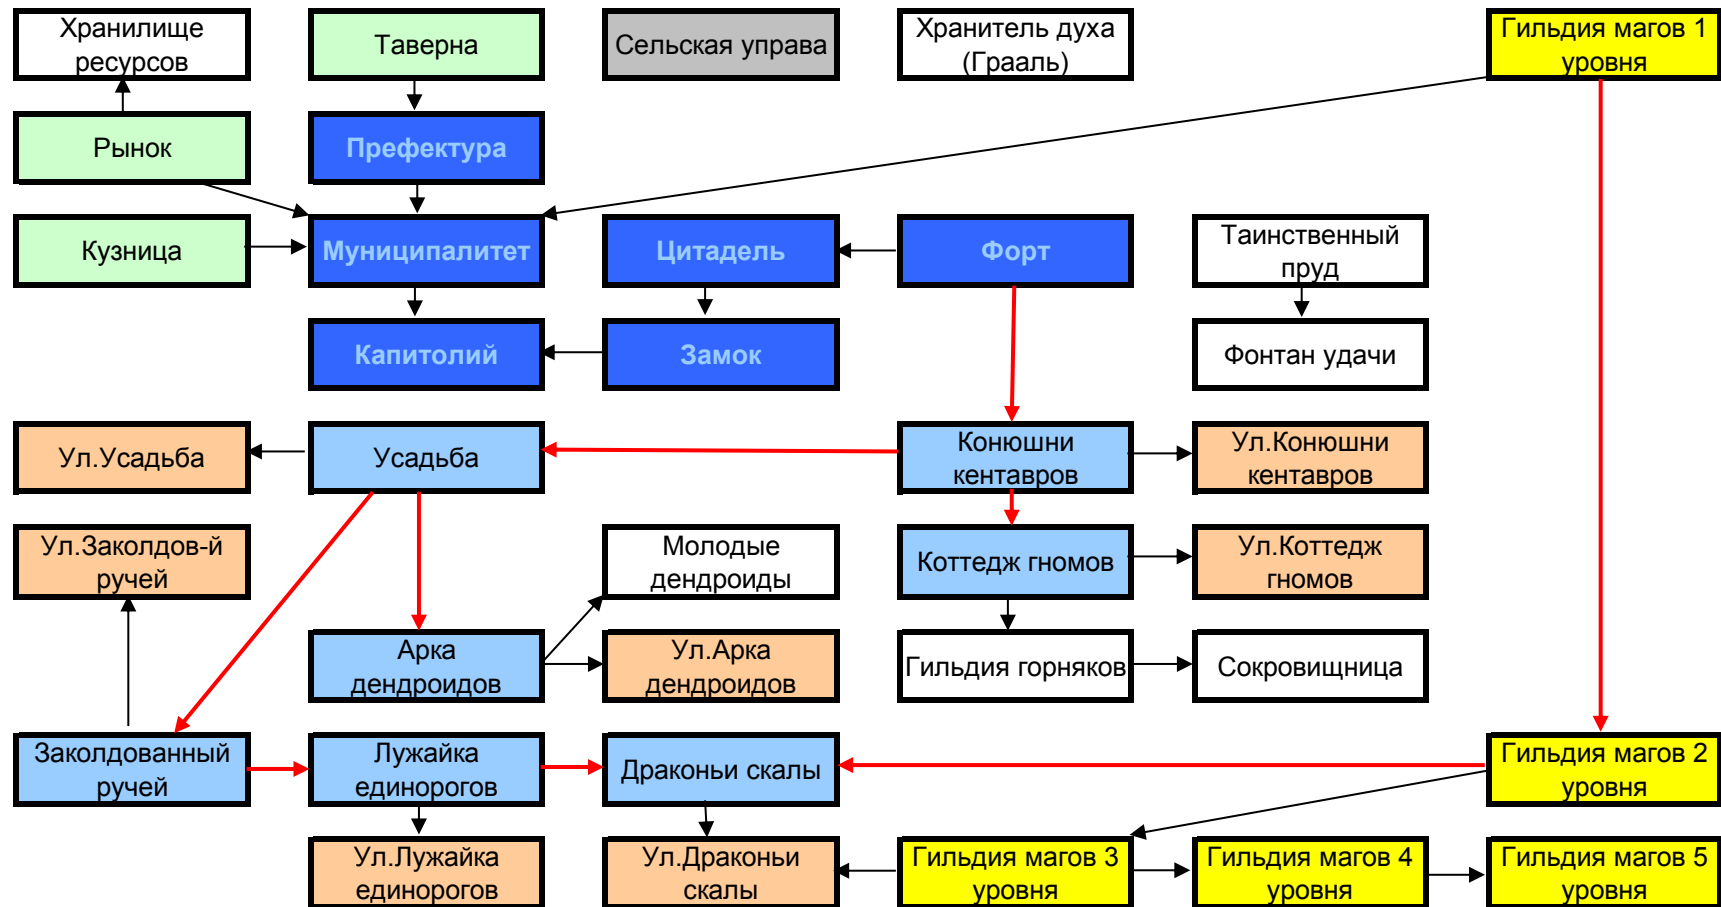 Хранилище
ресурсов
Таверна
Сельская управа
Хранитель духа
(Грааль)
Гильдия магов 1
уровня
Рынок
Префектура
Кузница
Муниципалитет
Цитадель
Форт
Таинственный
пруд
Капитолий
Замок
Фонтан удачи
Ул.Усадьба
Усадьба
Конюшни
кентавров
Ул.Конюшни
кентавров
Ул.Заколдов-й
ручей
Молодые
дендроиды
Коттедж гномов
Ул.Коттедж
гномов
Арка
дендроидов
Ул.Арка
дендроидов
Гильдия горняков
Сокровищница
Заколдованный
ручей
Лужайка
единорогов
Драконьи скалы
Гильдия магов 2
уровня
Ул.Лужайка
единорогов
Ул.Драконьи
скалы
Гильдия магов 3
уровня
Гильдия магов 4
уровня
Гильдия магов 5
уровня